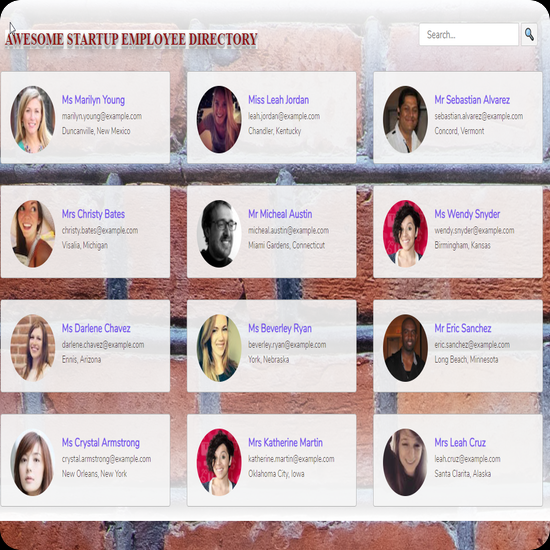 AWESOME STARTUP EMPLOYEE DIRECTORY
Search...
Ms Marilyn Young
marilyn.young@example.com
Duncanville, New Mexico
Miss Leah Jordan
leah.jordan@example.com
Chandler, Kentucky
Mr Sebastian Alvarez
sebastian.alvarez@example.com
Concord, Vermont
Mrs Christy Bates
christy.bates@example.com
Visalia, Michigan
Mr Micheal Austin
micheal.austin@example.com
Miami Gardens, Connecticut
Ms Wendy Snyder
wendy.snyder@example.com
Birmingham, Kansas
Ms Darlene Chavez
darlene.chavez@example.com
Ennis, Arizona
Ms Beverley Ryan
beverley.ryan@example.com
York, Nebraska
Mr Eric Sanchez
eric.sanchez@example.com
Long Beach, Minnesota
Ms Crystal Armstrong
crystal.armstrong@example.com
New Orleans, New York
Mrs Katherine Martin
katherine.martin@example.com
Oklahoma City, Iowa
Mrs Leah Cruz
leah.cruz@example.com
Santa Clarita, Alaska